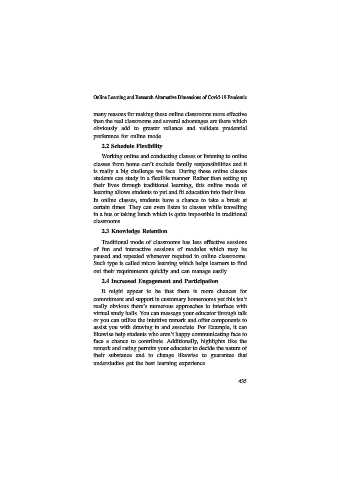 Online Learning and Research Alternative Dimensions of Covid-19 Pandemic
many reasons for making these online classrooms more effective
than the real classrooms and several advantages are there which
obviously add to greater reliance and validate prudential
preference for online mode.
2.2 Schedule Flexibility
Working online and conducting classes or listening to online
classes from home can't exclude family responsibilities and it
is really a big challenge we face. During these online classes
students can study in a flexible manner. Rather than setting up
their lives through traditional learning, this online mode of
learning allows students to put and fit education into their lives.
In online classes, students have a chance to take a break at
certain times. They can even listen to classes while travelling
in a bus or taking lunch which is quite impossible in traditional
classrooms.
2.3 Knowledge Retention
Traditional mode of classrooms has less effective sessions
of fun and interactive sessions of modules which may be
paused and repeated whenever required in online classrooms.
Such type is called micro learning which helps learners to find
out their requirements quickly and can manage easily.
2.4 Increased Engagement and Participation
It might appear to be that there is more chances for
commitment and support in customary homerooms yet this isn't
really obvious there's numerous approaches to interface with
virtual study halls. You can message your educator through talk
or you can utilize the intuitive remark and offer components to
assist you with drawing in and associate. For Example, it can
likewise help students who aren't happy communicating face to
face a chance to contribute. Additionally, highlights like the
remark and rating permits your educator to decide the nature of
their substance and to change likewise to guarantee that
understudies get the best learning experience.